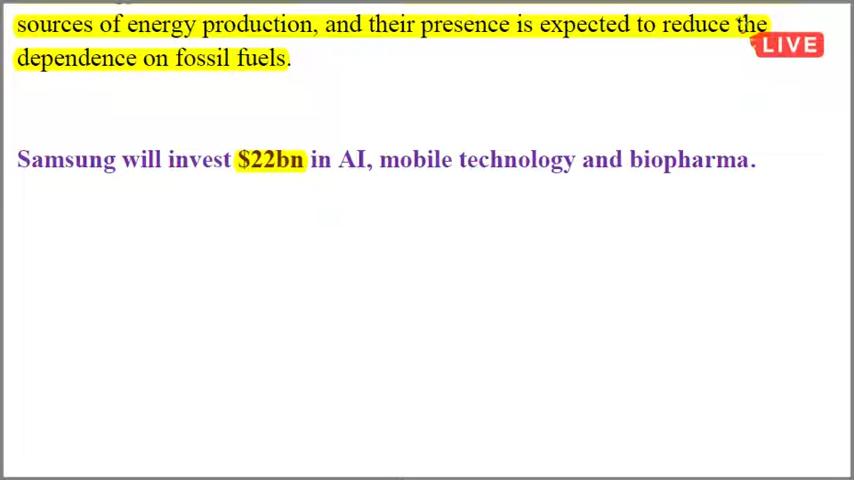 sources of energy production, and their presence is expected to reduce the
LIVE
dependence on fossil fuels.
Samsung will invest $22bn in AI, mobile technology and biopharma.